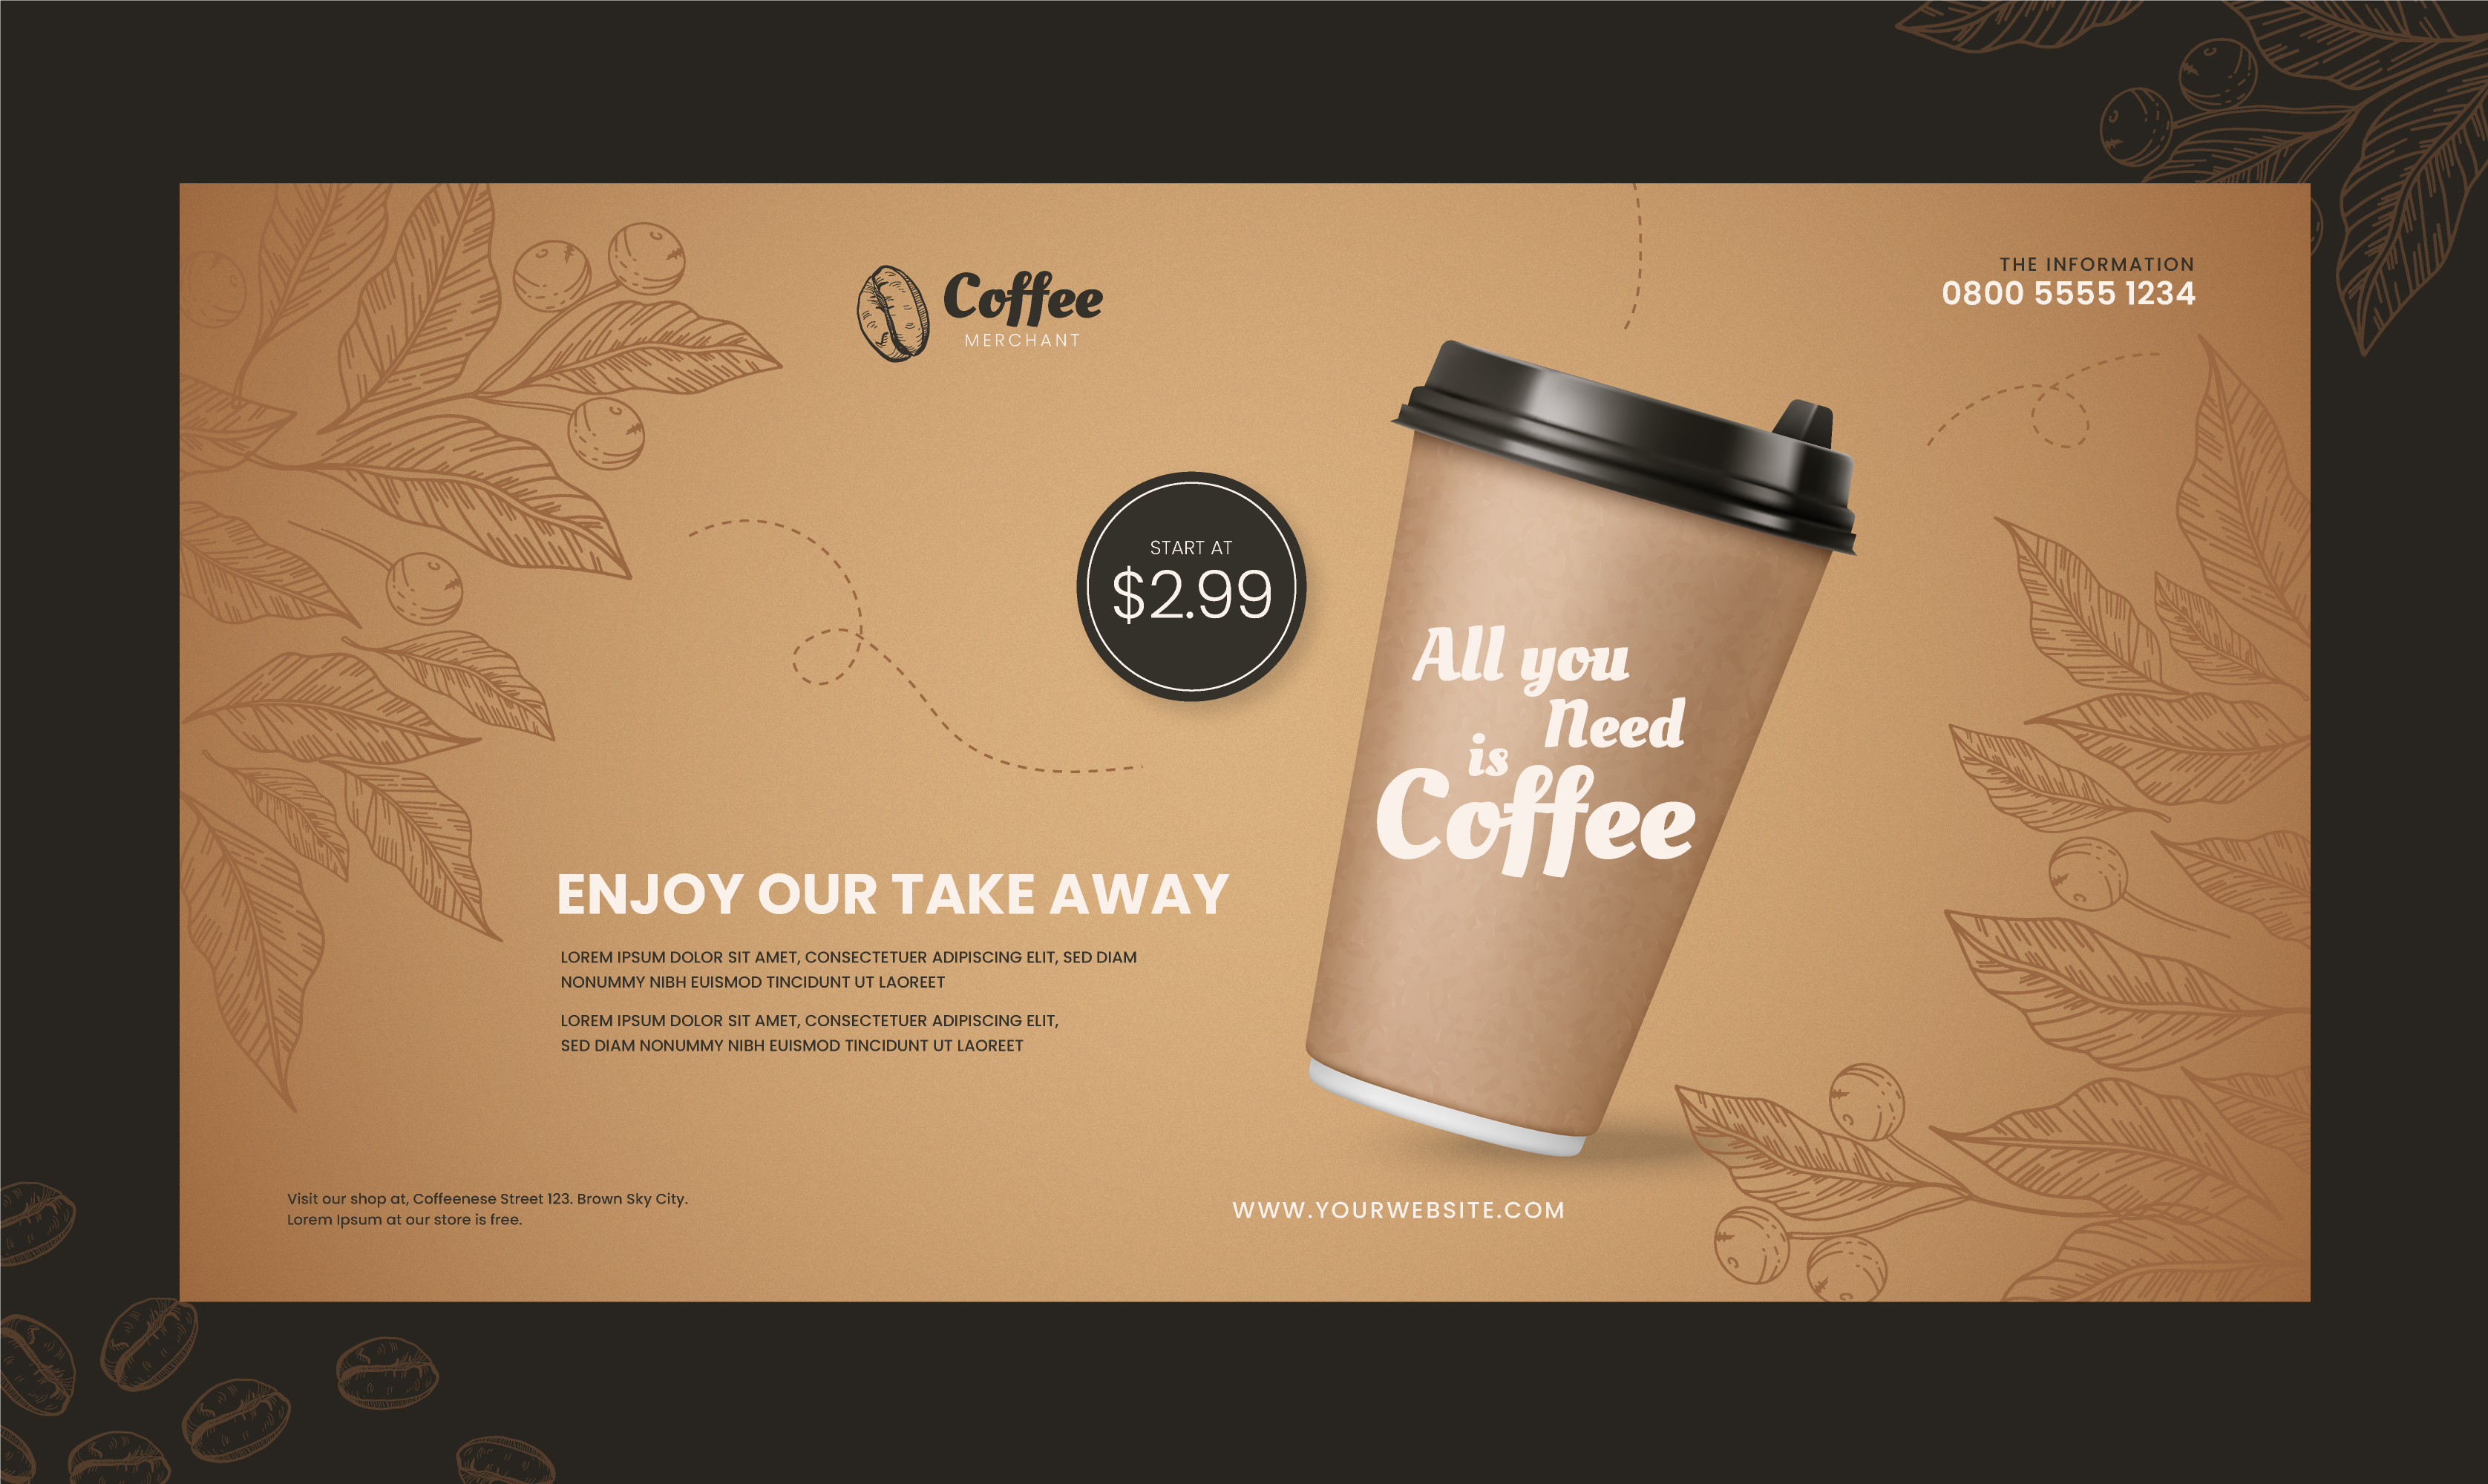 Coffee
MERCHANT
THE INFORMATION
0800 5555 1234
START AT
$2.99
All you
Need
is
Coffee
ENJOY OUR TAKE AWAY
LOREM IPSUM DOLOR SIT AMET, CONSECTETUER ADIPISCING ELIT, SED DIAM
NONUMMY NIBH EUISMOD TINCIDUNT UT LAOREET
LOREM IPSUM DOLOR SIT AMET, CONSECTETUER ADIPISCING ELIT,
SED DIAM NONUMMY NIBH EUISMOD TINCIDUNT UT LAOREET
Visit our shop at, Coffeenese Street 123. Brown Sky City.
Lorem Ipsum at our store is free.
WWW.YOURWEBSITE.COM